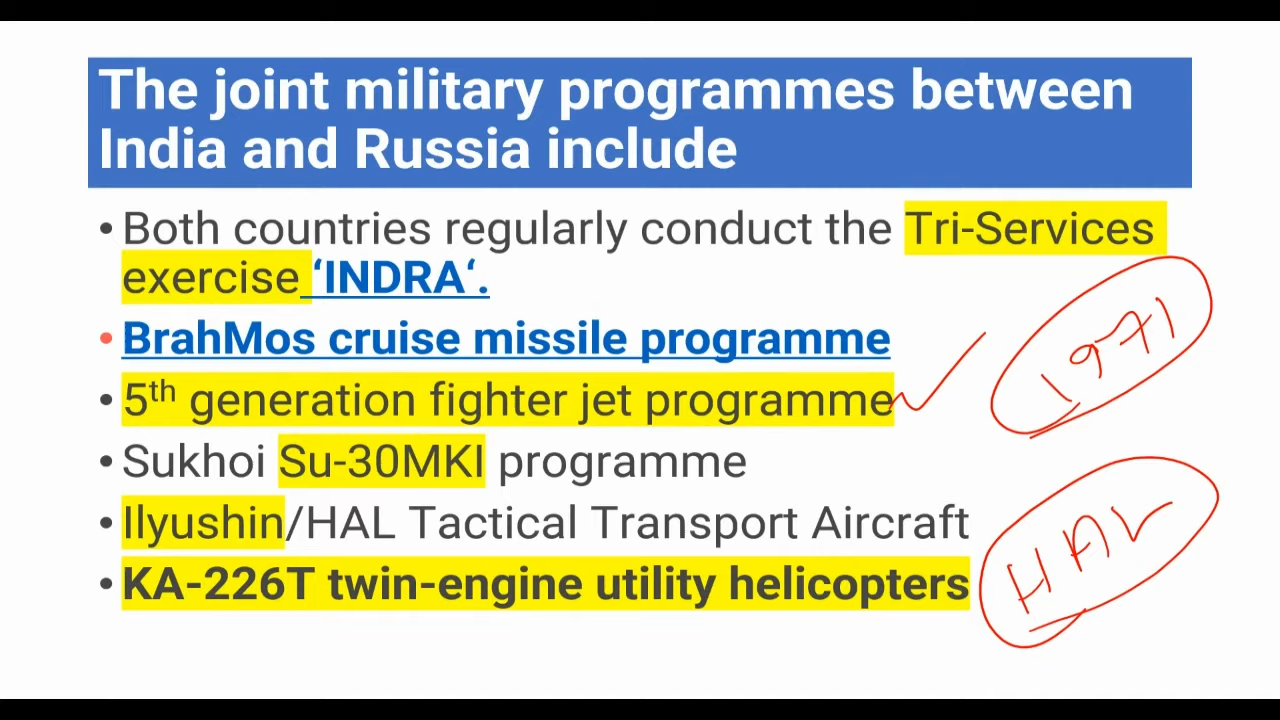 The joint military programmes between
India and Russia include
• Both countries regularly conduct the Tri-Services
exercise ‘INDRA‘.
• BrahMos cruise missile programme
• 5th generation fighter jet programme
• Sukhoi Su-30MKI programme
• Ilyushin/HAL Tactical Transport Aircraft
• KA-226T twin-engine utility helicopters
1971
HAL